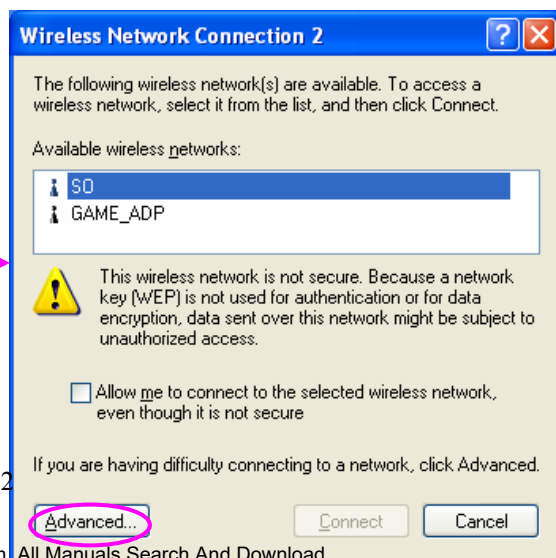 Wireless Network Connection 2
The following wireless network(s) are available. To access a
wireless network, select it from the list, and then click Connect.
Available wireless networks:
SO
GAME_ADP
This wireless network is not secure. Because a network
key (WEP) is not used for authentication or for data
encryption, data sent over this network might be subject to
unauthorized access.
Allow me to connect to the selected wireless network,
even though it is not secure
If you are having difficulty connecting to a network, click Advanced.
2
Advanced... Connect Cancel
All Manuals Search And Download